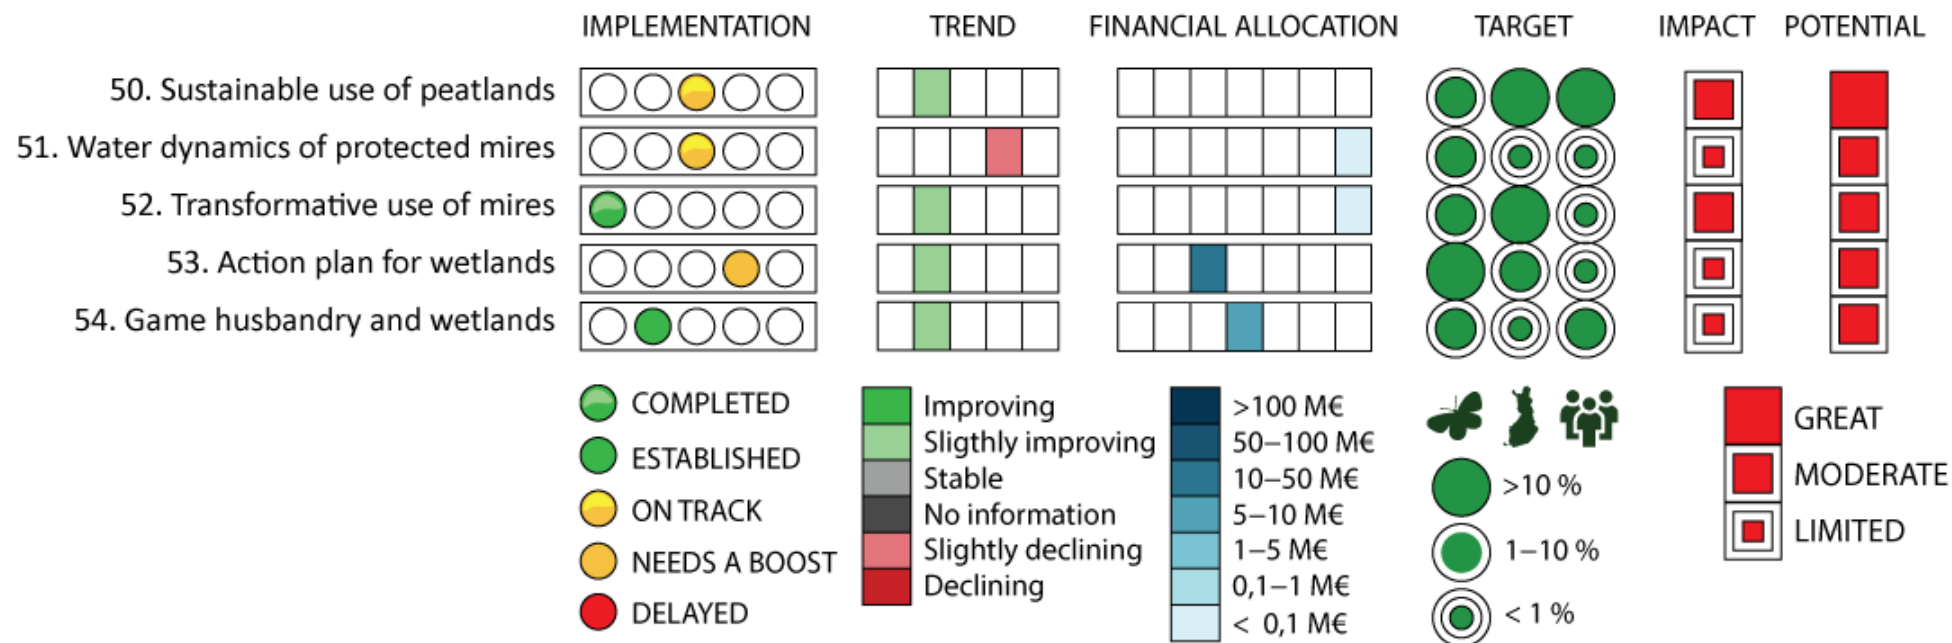 IMPLEMENTATION TREND FINANCIAL ALLOCATION TARGET IMPACT POTENTIAL
50. Sustainable use of peatlands
51. Water dynamics of protected mires
52. Transformative use of mires
53. Action plan for wetlands
54. Game husbandry and wetlands
COMPLETED
ESTABLISHED
ON TRACK
NEEDS A BOOST
DELAYED
Improving
Sligthly improving
Stable
No information
Slightly declining
Declining
>100 M€
50–100 M€
10–50 M€
5–10 M€
1–5 M€
0,1–1 M€
< 0,1 M€
>10 %
1–10 %
< 1 %
GREAT
MODERATE
LIMITED